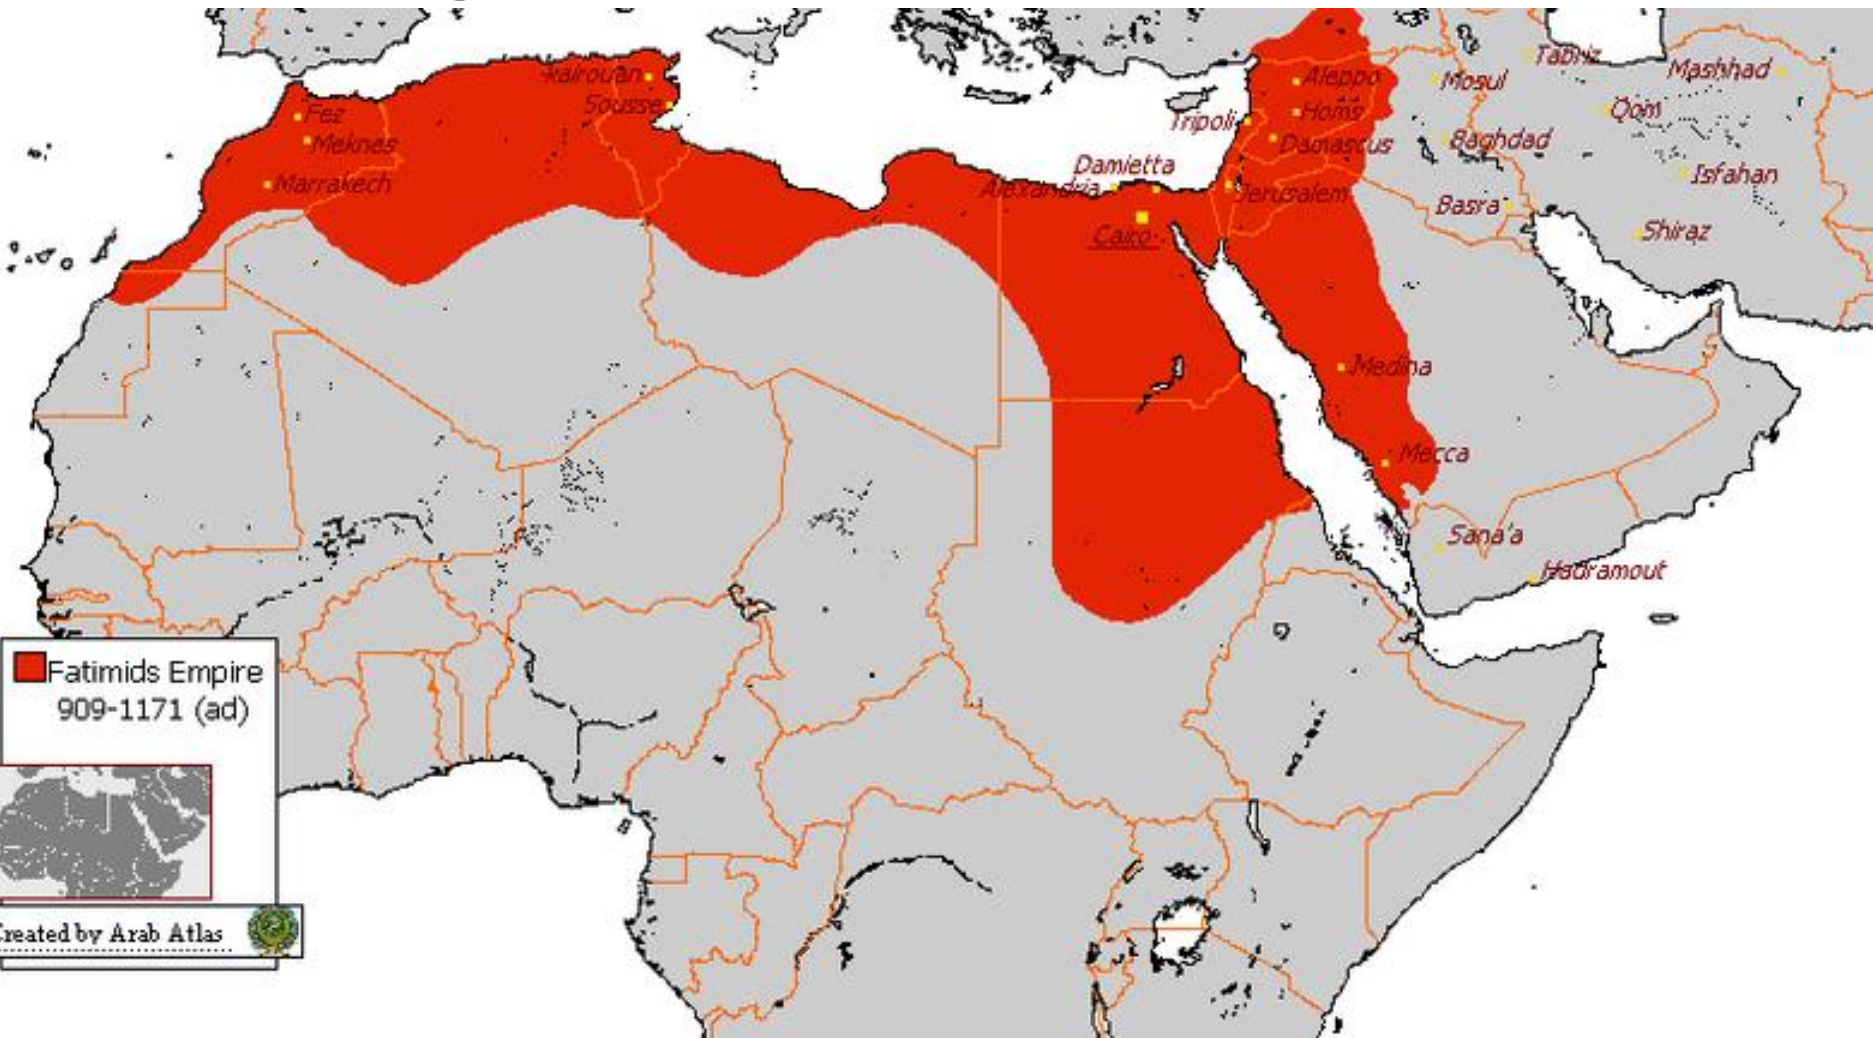 Kairouan
Sousse
Fez
Meknes
Marrakech
Tripoli
Aleppo
Homs
Damascus
Damietta
Alexandria
Jerusalem
Cairo
Mosul
Tabriz
Mashhad
Qom
Baghdad
Isfahan
Basra
Shiraz
Medina
Mecca
Sana'a
Hadramout
Fatimids Empire
909-1171 (ad)
Created by Arab Atlas